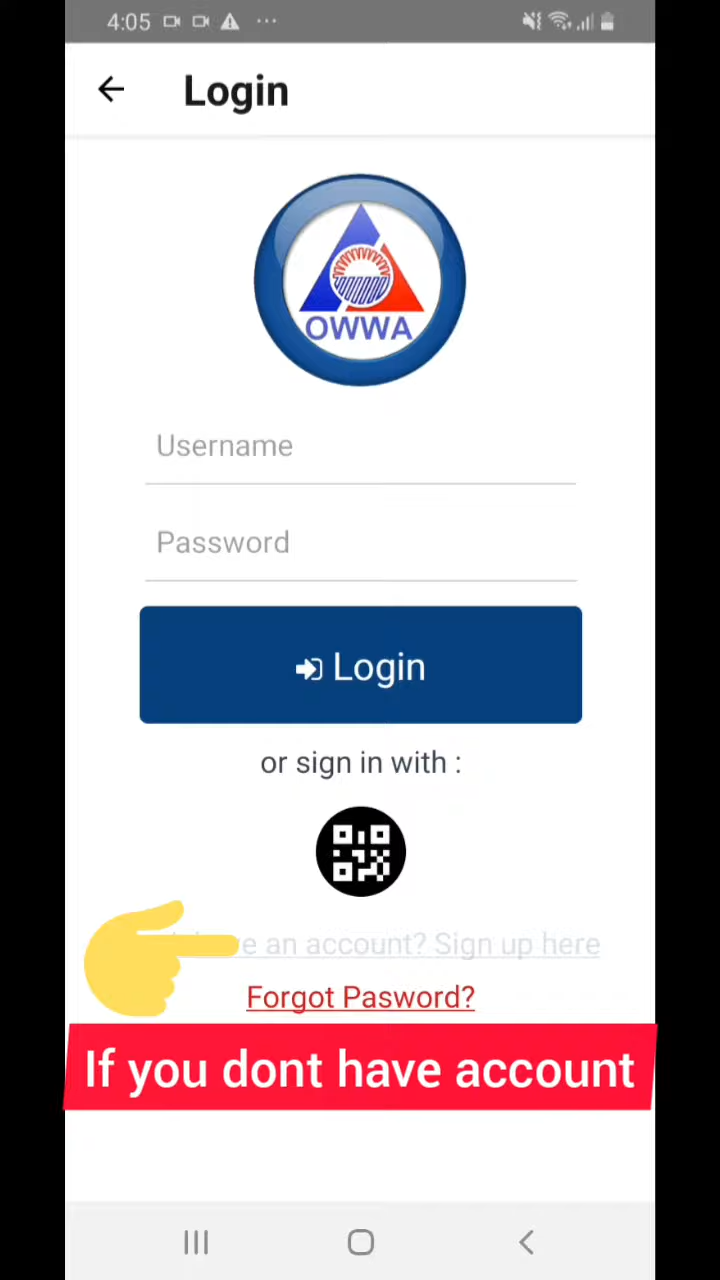 4:05
Login
OWWA
Username
Password
Login
or sign in with :
an account? Sign up here
Forgot Pasword?
If you dont have account